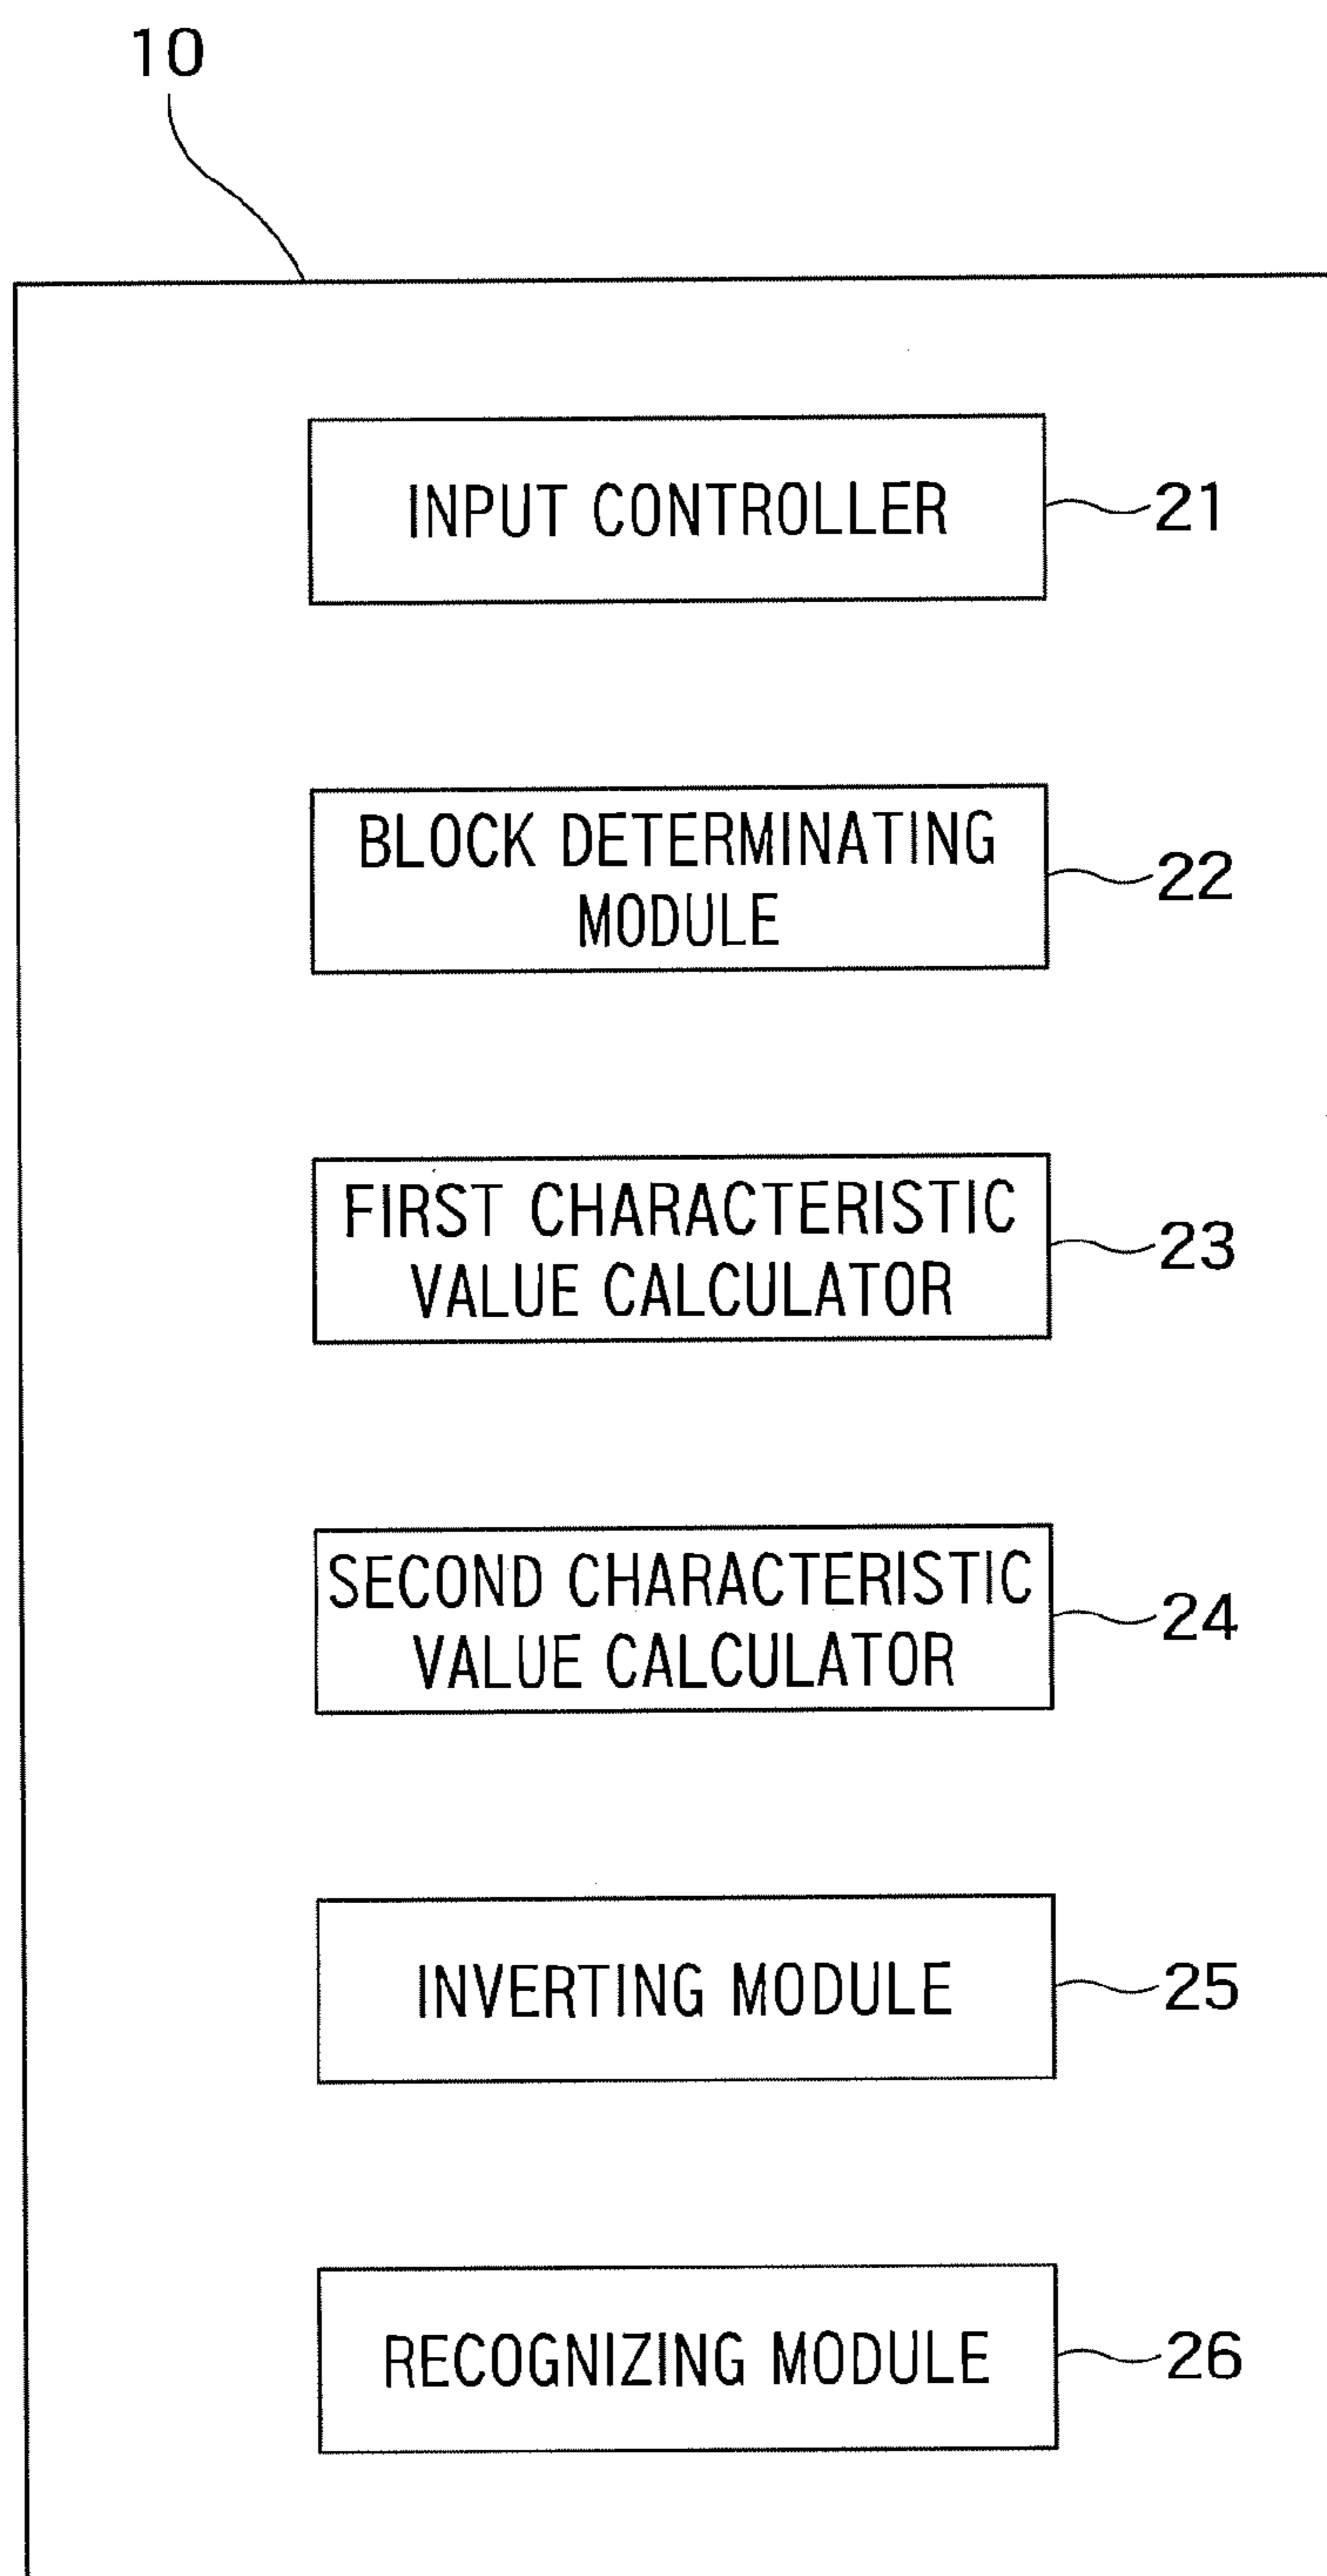 10
INPUT CONTROLLER
21
BLOCK DETERMINATING
MODULE
22
FIRST CHARACTERISTIC
VALUE CALCULATOR
23
SECOND CHARACTERISTIC
VALUE CALCULATOR
24
INVERTING MODULE
25
RECOGNIZING MODULE
26